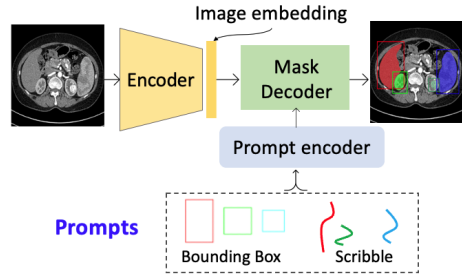 Image embedding
Encoder
Mask
Decoder
Prompt encoder
Prompts
Bounding Box
Scribble